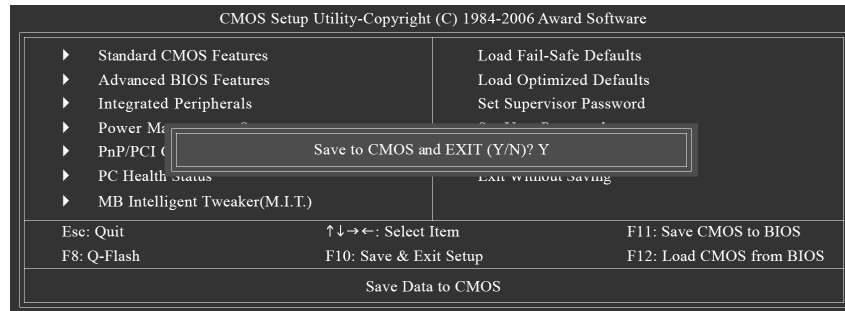 CMOS Setup Utility-Copyright (C) 1984-2006 Award Software
Standard CMOS Features
Advanced BIOS Features
Integrated Peripherals
Power Ma
PnP/PCI
PC Health Status
MB Intelligent Tweaker(M.I.T.)
Load Fail-Safe Defaults
Load Optimized Defaults
Set Supervisor Password
Save to CMOS and EXIT (Y/N)? Y
Exit Without Saving
Esc: Quit
↑↓→←: Select Item
F11: Save CMOS to BIOS
F8: Q-Flash
F10: Save & Exit Setup
F12: Load CMOS from BIOS
Save Data to CMOS